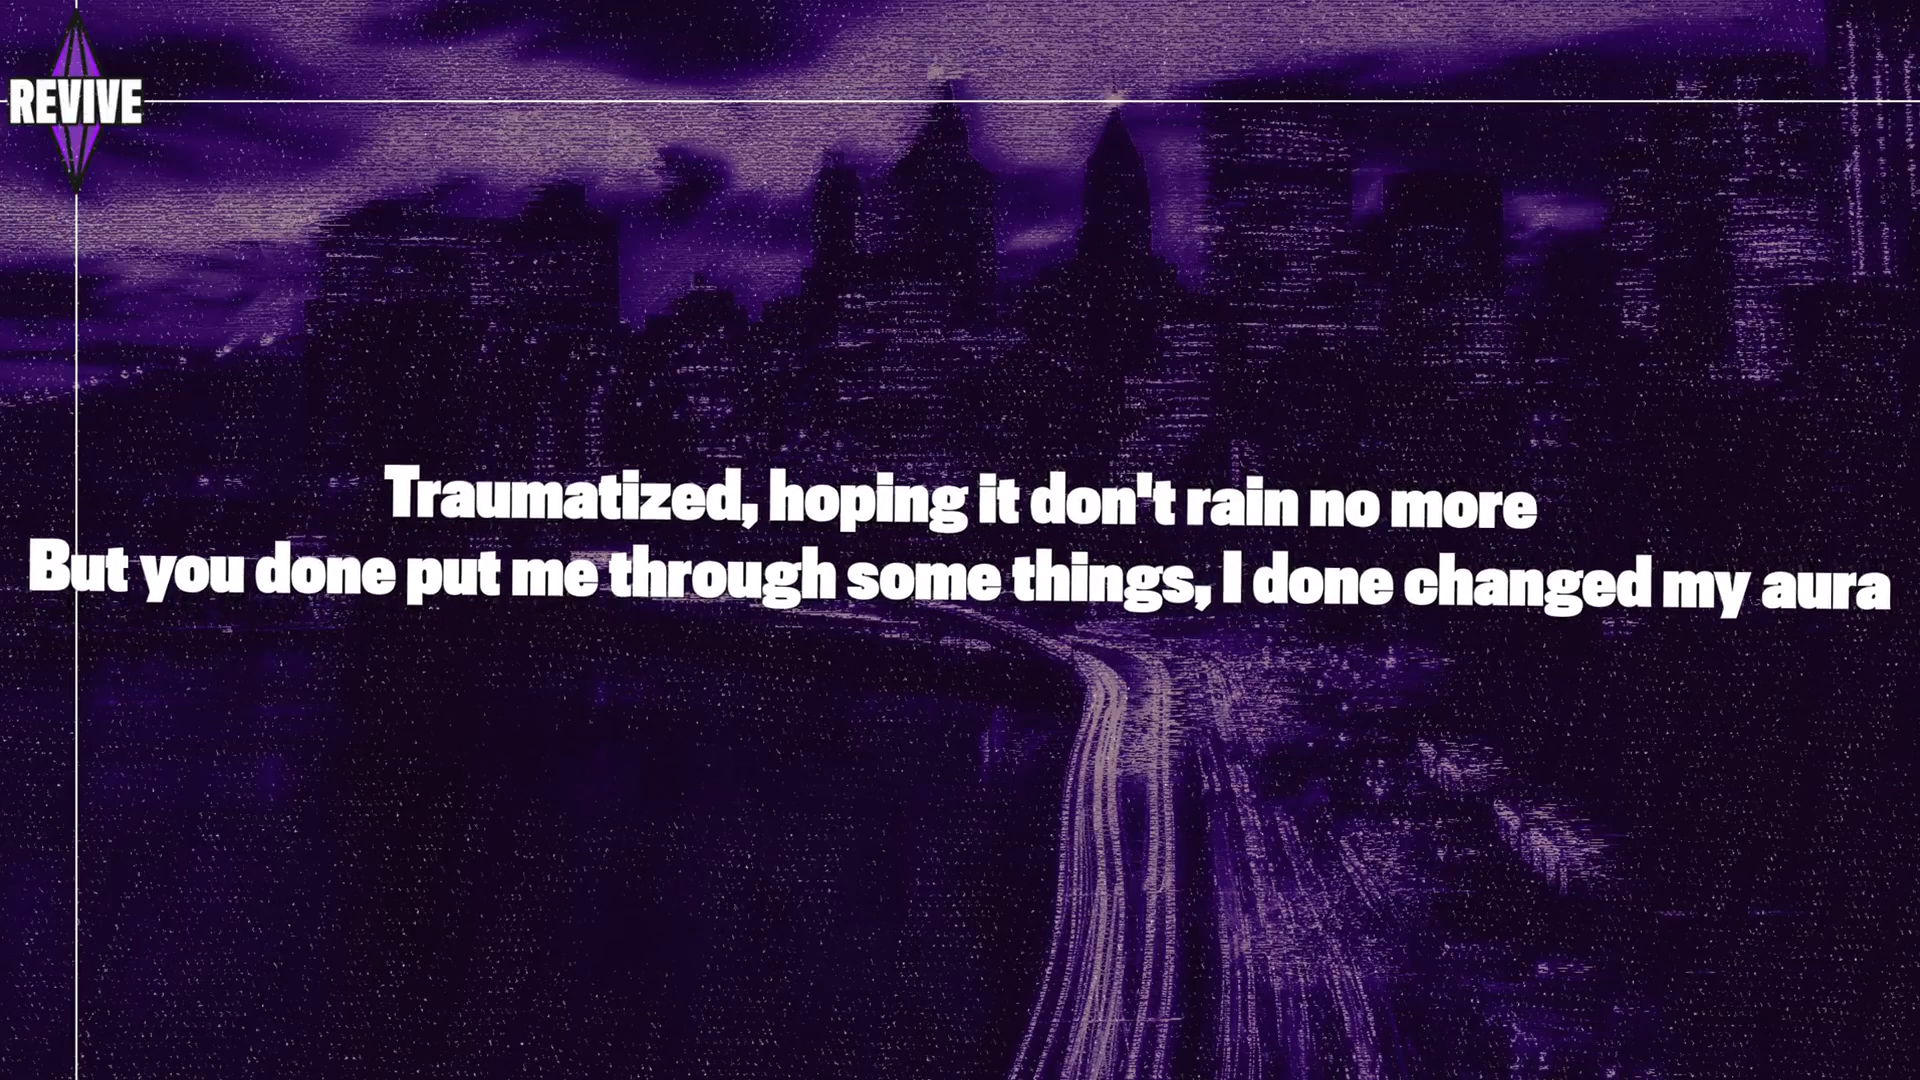 REVIVE
Traumatized, hoping it don't rain no more
But you done put me through some things, I done changed my aura